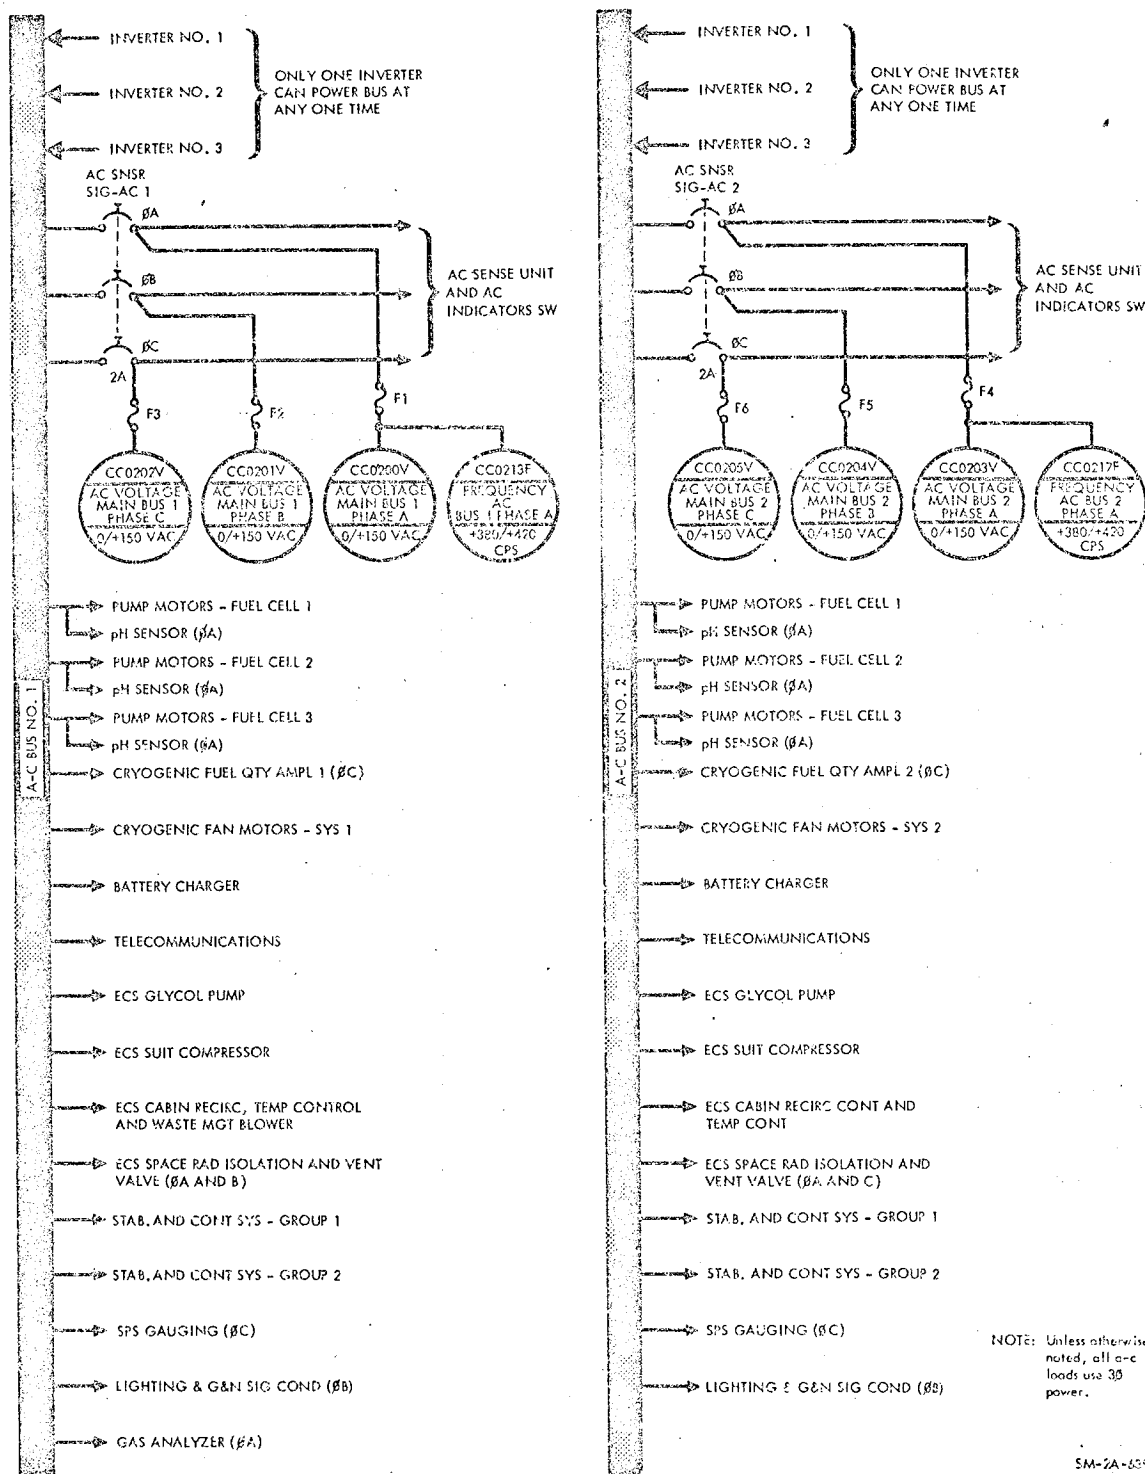 INVERTER NO. 1
INVERTER NO. 2
INVERTER NO. 3
ONLY ONE INVERTER
CAN POWER BUS AT
ANY ONE TIME
AC SNSR
SIG-AC 1
ØA
ØB
ØC
2A
AC SENSE UNIT
AND AC
INDICATORS SW
F3
F2
F1
CC0202V
AC VOLTAGE
MAIN BUS 1
PHASE C
0/+150 VAC
CC0201V
AC VOLTAGE
MAIN BUS 1
PHASE B
0/+150 VAC
CC0200V
AC VOLTAGE
MAIN BUS 1
PHASE A
0/+150 VAC
CC0213F
FREQUENCY
AC
BUS 1 PHASE A
+380/+420
CPS
A-C BUS NO. 1
PUMP MOTORS - FUEL CELL 1
pH SENSOR (ØA)
PUMP MOTORS - FUEL CELL 2
pH SENSOR (ØA)
PUMP MOTORS - FUEL CELL 3
pH SENSOR (ØA)
CRYOGENIC FUEL QTY AMPL 1 (ØC)
CRYOGENIC FAN MOTORS - SYS 1
BATTERY CHARGER
TELECOMMUNICATIONS
ECS GLYCOL PUMP
ECS SUIT COMPRESSOR
ECS CABIN RECIRC, TEMP CONTROL
AND WASTE MGT BLOWER
ECS SPACE RAD ISOLATION AND VENT
VALVE (ØA AND B)
STAB. AND CONT SYS - GROUP 1
STAB. AND CONT SYS - GROUP 2
SPS GAUGING (ØC)
LIGHTING & G&N SIG COND (ØB)
GAS ANALYZER (ØA)
INVERTER NO. 1
INVERTER NO. 2
INVERTER NO. 3
ONLY ONE INVERTER
CAN POWER BUS AT
ANY ONE TIME
AC SNSR
SIG-AC 2
ØA
ØB
ØC
2A
AC SENSE UNIT
AND AC
INDICATORS SW
F6
F5
F4
CC0205V
AC VOLTAGE
MAIN BUS 2
PHASE C
0/+150 VAC
CC0204V
AC VOLTAGE
MAIN BUS 2
PHASE B
0/+150 VAC
CC0203V
AC VOLTAGE
MAIN BUS 2
PHASE A
0/+150 VAC
CC0217F
FREQUENCY
AC BUS 2
PHASE A
+380/+420
CPS
A-C BUS NO. 2
PUMP MOTORS - FUEL CELL 1
pH SENSOR (ØA)
PUMP MOTORS - FUEL CELL 2
pH SENSOR (ØA)
PUMP MOTORS - FUEL CELL 3
pH SENSOR (ØA)
CRYOGENIC FUEL QTY AMPL 2 (ØC)
CRYOGENIC FAN MOTORS - SYS 2
BATTERY CHARGER
TELECOMMUNICATIONS
ECS GLYCOL PUMP
ECS SUIT COMPRESSOR
ECS CABIN RECIRC CONT AND
TEMP CONT
ECS SPACE RAD ISOLATION AND
VENT VALVE (ØA AND C)
STAB. AND CONT SYS - GROUP 1
STAB. AND CONT SYS - GROUP 2
SPS GAUGING (ØC)
LIGHTING & G&N SIG COND (ØB)
NOTE: Unless otherwise
noted, all a-c
loads use 3Ø
power.